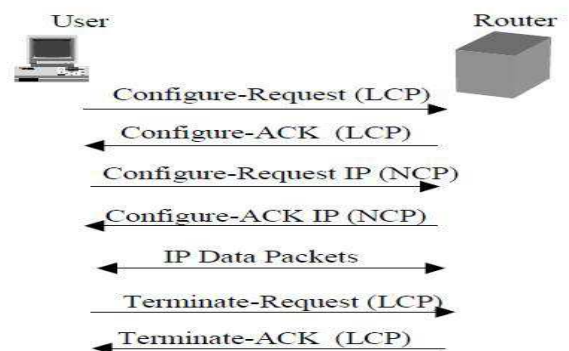 User
Router
Configure-Request (LCP)
Configure-ACK (LCP)
Configure-Request IP (NCP)
Configure-ACK IP (NCP)
IP Data Packets
Terminate-Request (LCP)
Terminate-ACK (LCP)